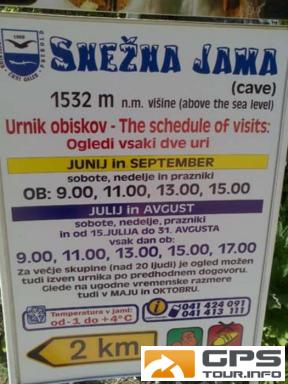 1988
ČRNI GALEB
PREBOLD
SNEŽNA JAMA
(cave)
1532 m n.m. višine (above the sea level)
Urnik obiskov - The schedule of visits:
Ogledi vsaki dve uri
JUNIJ in SEPTEMBER
sobote, nedelje in prazniki
OB: 9.00, 11.00, 13.00, 15.00
JULIJ in AVGUST
sobote, nedelje, prazniki
in od 15.JULIJA do 31. AVGUSTA
vsak dan ob:
9.00, 11.00, 13.00, 15.00, 17.00
Za večje skupine (nad 20 ljudi) je ogled možen
tudi izven urnika po predhodnem dogovoru.
Glede na ugodne vremenske razmere
tudi v MAJU in OKTOBRU.
Temperatura v jami:
od -1 do +4°C
041 424 091
041 413 111
2 km
GPS
TOUR.INFO